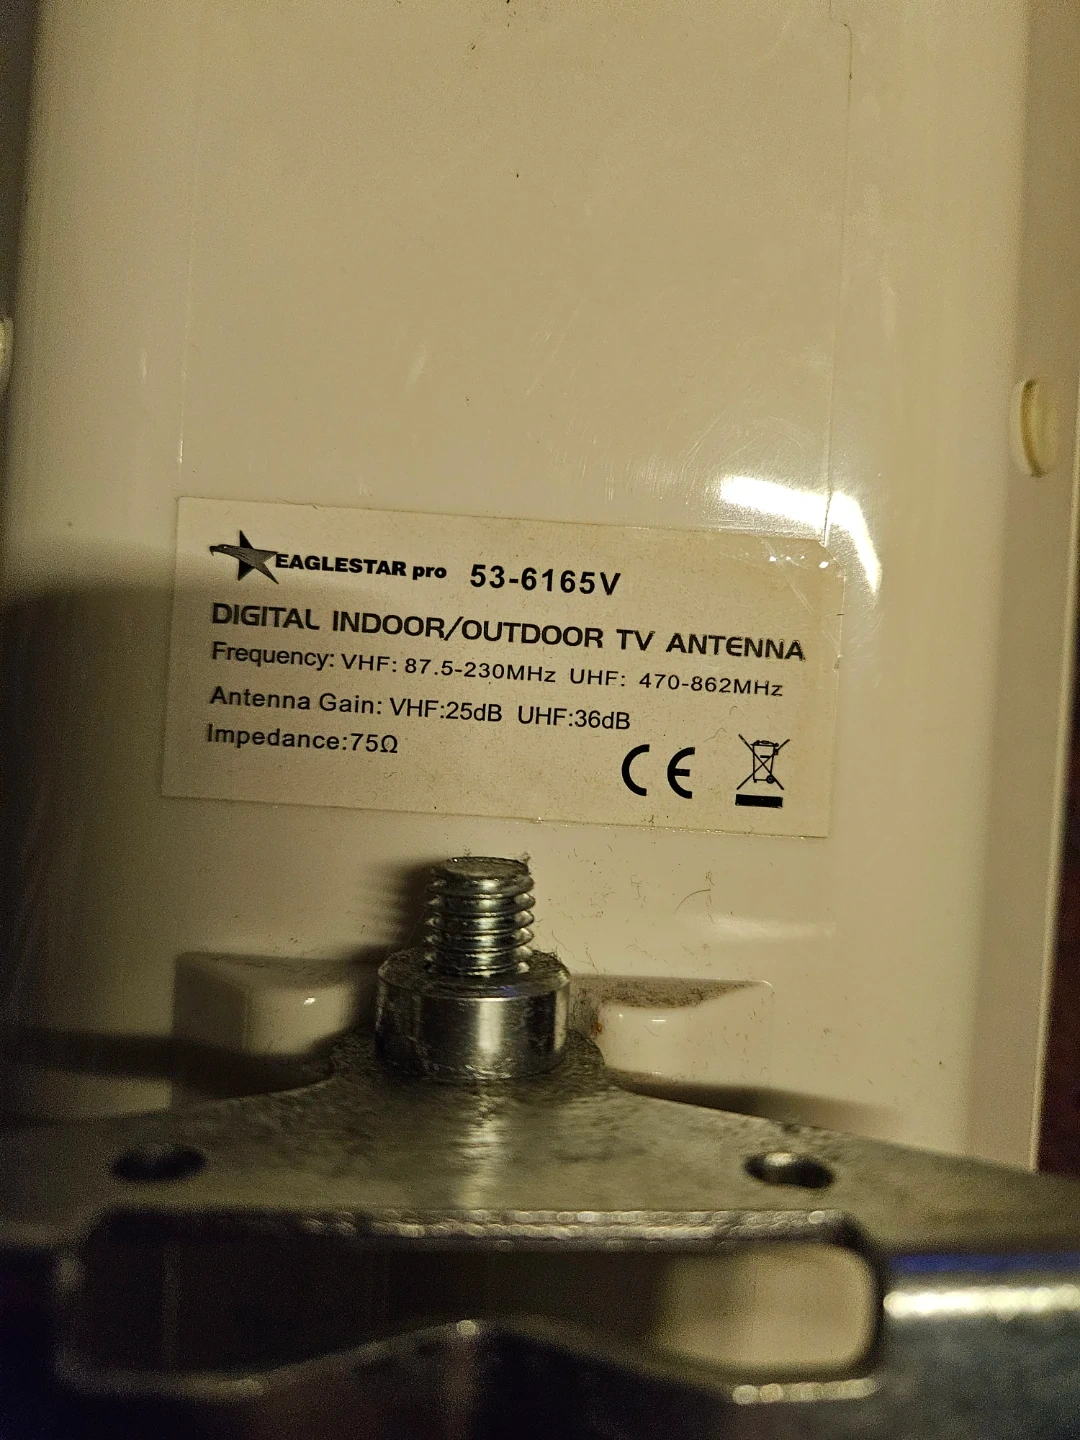 EAGLESTAR pro 53-6165V
DIGITAL INDOOR/OUTDOOR TV ANTENNA
Frequency: VHF: 87.5-230MHz UHF: 470-862MHz
Antenna Gain: VHF:25dB UHF:36dB
Impedance:75Ω
CE